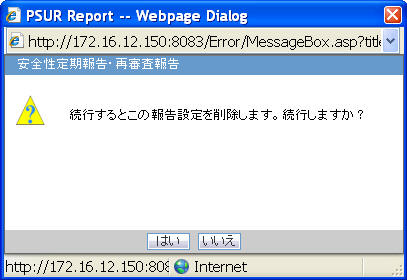 PSUR Report -- Webpage Dialog
http://172.16.12.150:8083/Error/MessageBox.asp?title
安全性定期報告・再審査報告
続行するとこの報告設定を削除します。続行しますか？
はい いいえ
http://172.16.12.150:808 Internet